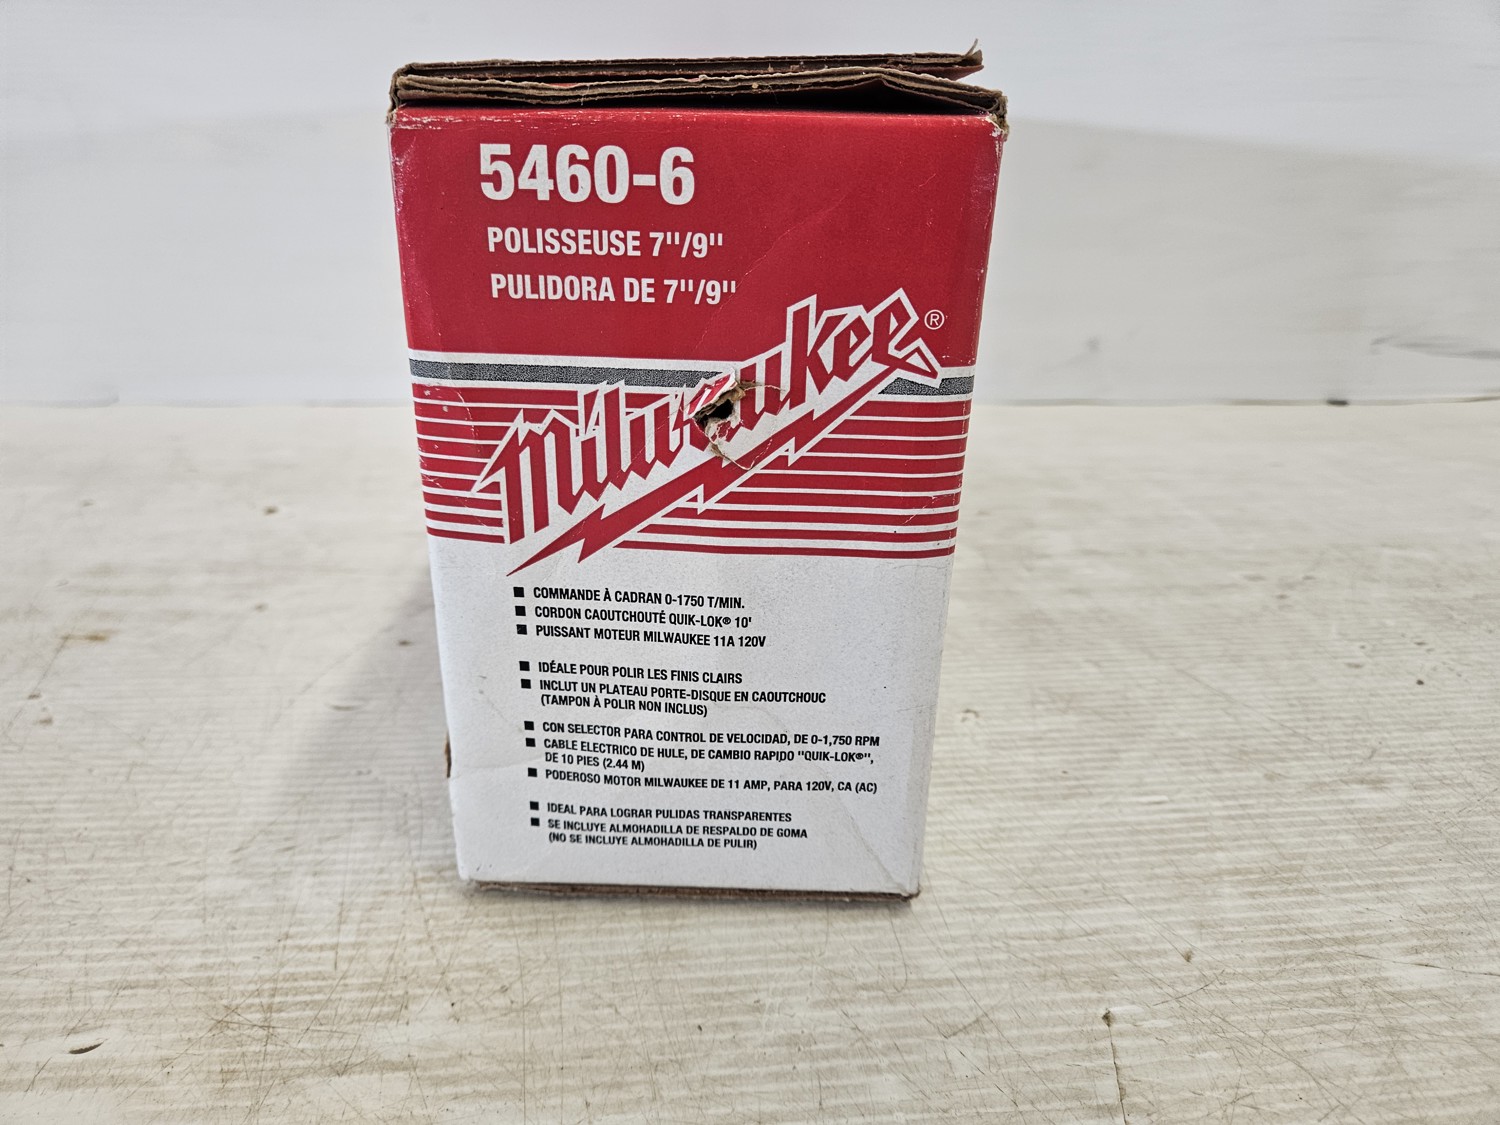 5460-6
POLISSEUSE 7"/9"
PULIDORA DE 7"/9"
Milwaukee®
■ COMMANDE À CADRAN 0-1750 T/MIN.
■ CORDON CAOUTCHOUTÉ QUIK-LOK® 10'
■ PUISSANT MOTEUR MILWAUKEE 11A 120V
■ IDÉALE POUR POLIR LES FINIS CLAIRS
■ INCLUT UN PLATEAU PORTE-DISQUE EN CAOUTCHOUC
(TAMPON À POLIR NON INCLUS)
■ CON SELECTOR PARA CONTROL DE VELOCIDAD, DE 0-1,750 RPM
■ CABLE ELECTRICO DE HULE, DE CAMBIO RAPIDO "QUIK-LOK®",
DE 10 PIES (2.44 M)
■ PODEROSO MOTOR MILWAUKEE DE 11 AMP, PARA 120V, CA (AC)
■ IDEAL PARA LOGRAR PULIDAS TRANSPARENTES
■ SE INCLUYE ALMOHADILLA DE RESPALDO DE GOMA
(NO SE INCLUYE ALMOHADILLA DE PULIR)